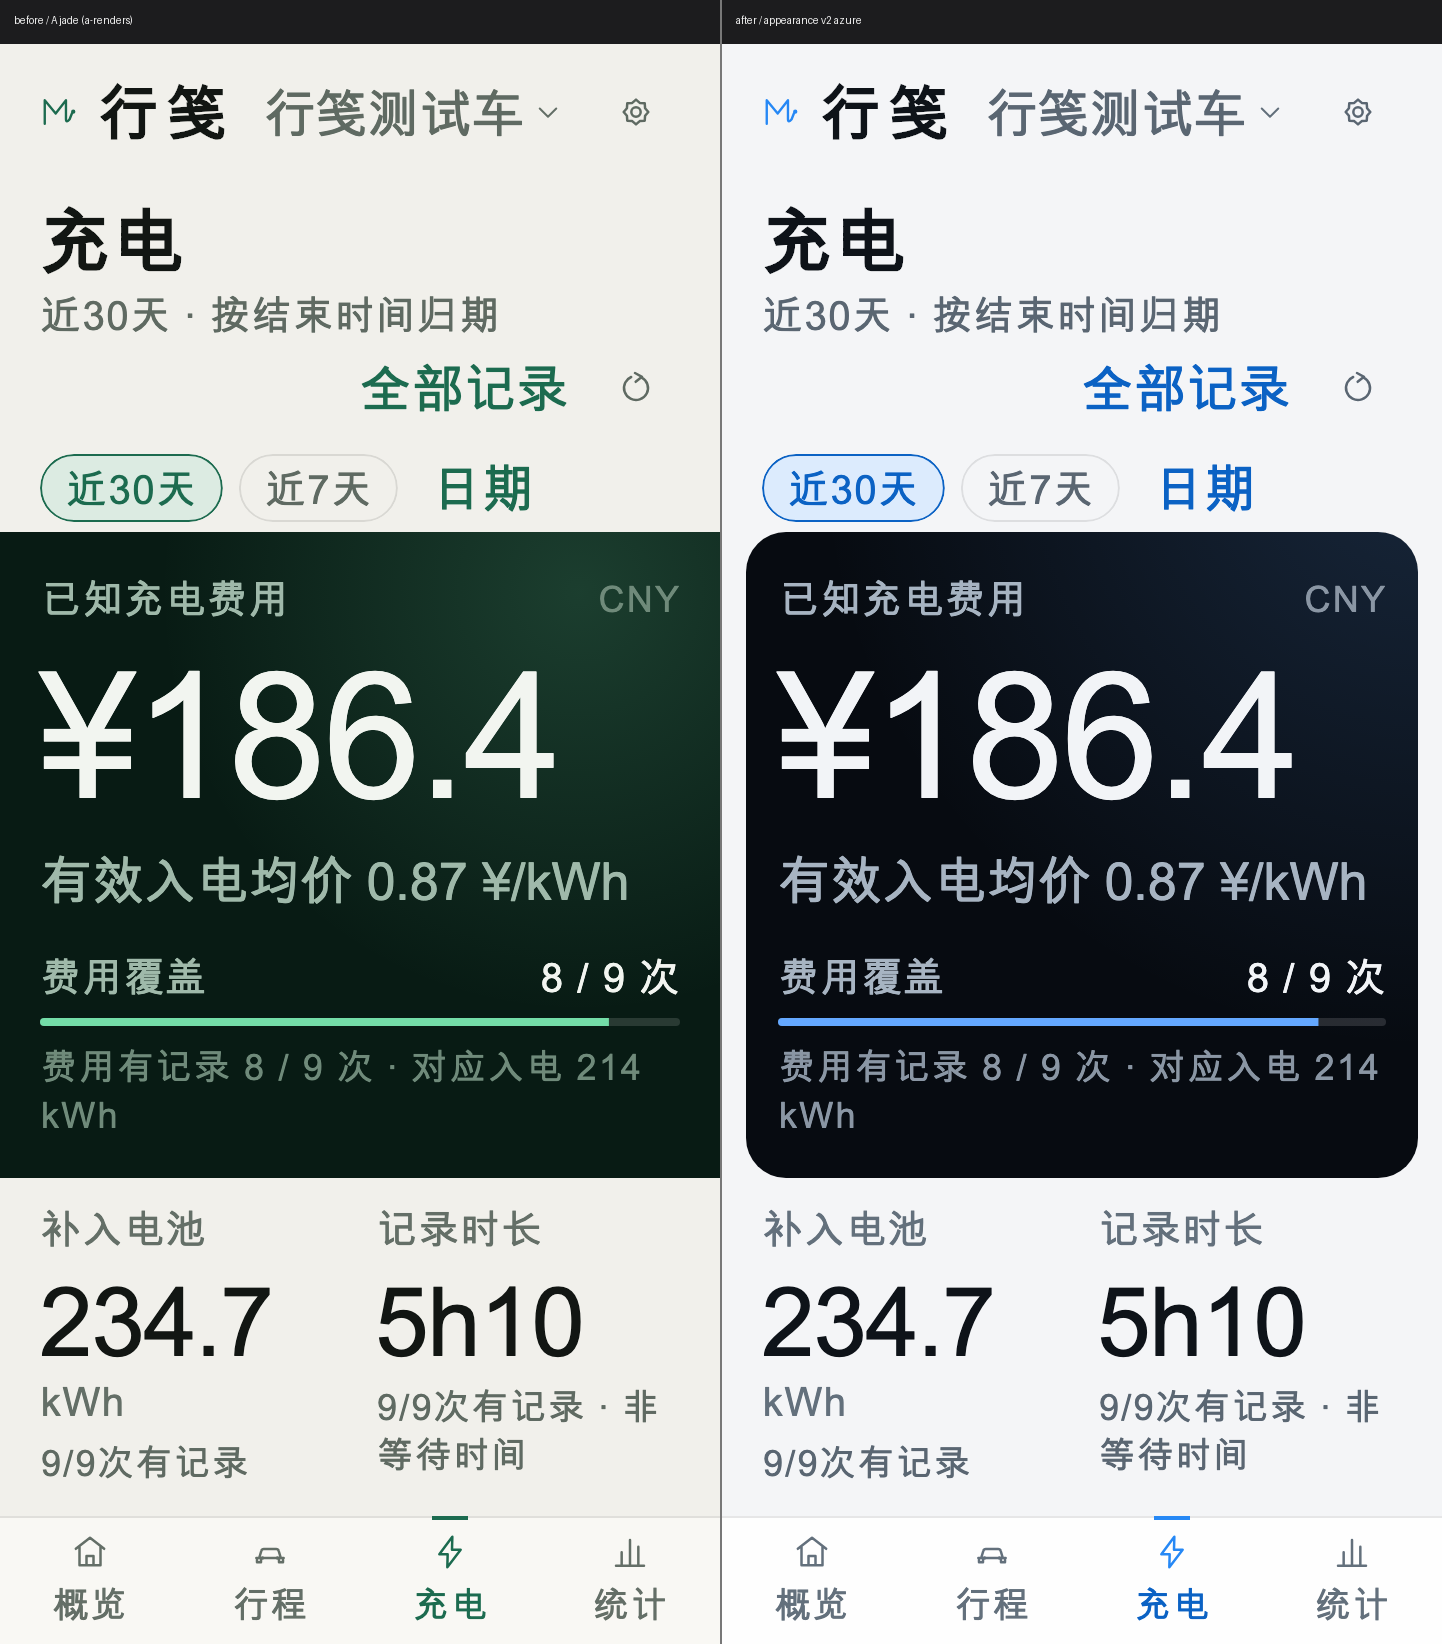 before / A jade (a-renders)
行笺 行笺测试车
充电
近30天 · 按结束时间归期
全部记录
近30天 近7天 日期
已知充电费用 CNY
¥186.4
有效入电均价 0.87 ¥/kWh
费用覆盖 8 / 9 次
费用有记录 8 / 9 次 · 对应入电 214
kWh
补入电池 记录时长
234.7 5h10
kWh
9/9次有记录
9/9次有记录 · 非
等待时间
概览 行程 充电 统计
after / appearance v2 azure
行笺 行笺测试车
充电
近30天 · 按结束时间归期
全部记录
近30天 近7天 日期
已知充电费用 CNY
¥186.4
有效入电均价 0.87 ¥/kWh
费用覆盖 8 / 9 次
费用有记录 8 / 9 次 · 对应入电 214
kWh
补入电池 记录时长
234.7 5h10
kWh
9/9次有记录
9/9次有记录 · 非
等待时间
概览 行程 充电 统计